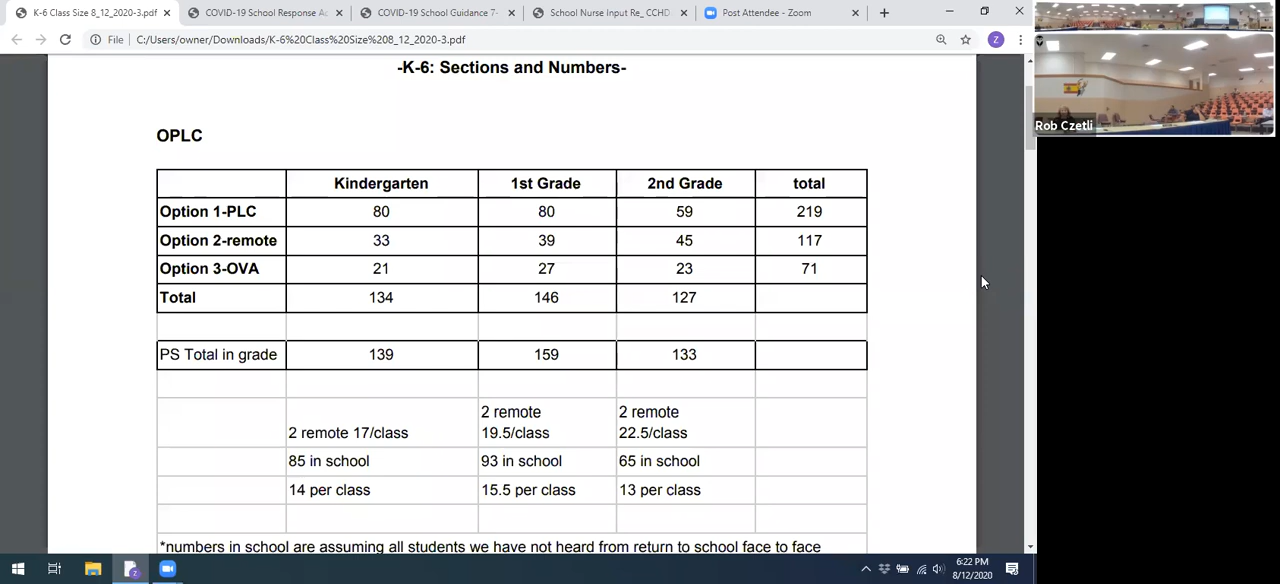 K-6 Class Size 8_12_2020-3.pdf
COVID-19 School Response Ac
COVID-19 School Guidance 7-
School Nurse Input Re_ CCHD
Post Attendee - Zoom
File
C:/Users/owner/Downloads/K-6%20Class%20Size%208_12_2020-3.pdf
Z
Rob Czetli
-K-6: Sections and Numbers-
OPLC
Kindergarten 1st Grade 2nd Grade total
Option 1-PLC 80 80 59 219
Option 2-remote 33 39 45 117
Option 3-OVA 21 27 23 71
Total 134 146 127
PS Total in grade 139 159 133
2 remote 2 remote
2 remote 17/class 19.5/class 22.5/class
85 in school 93 in school 65 in school
14 per class 15.5 per class 13 per class
*numbers in school are assuming all students we have not heard from return to school face to face
6:22 PM
8/12/2020